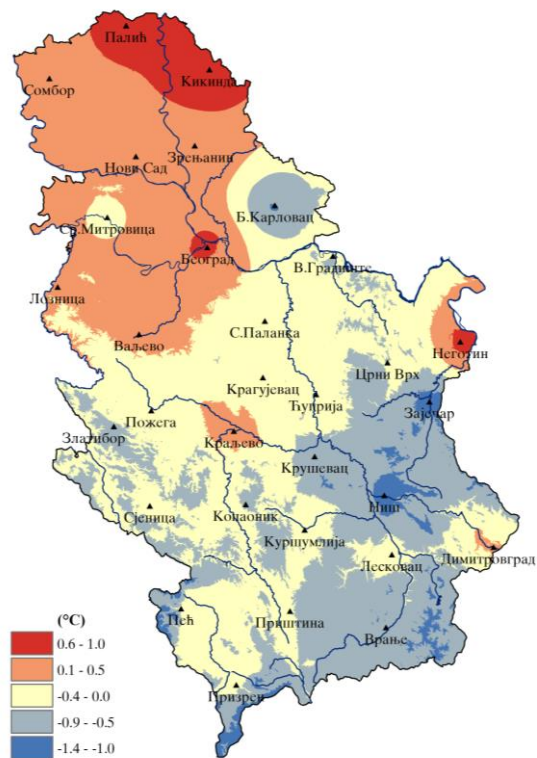 Палић
Кикинда
Сомбор
Зрењанин
Нови Сад
Б.Карловац
Ср.Митровица
Београд
В.Градиште
Лозница
С.Паланка
Ваљево
Неготин
Црни Врх
Крагујевац
Ћуприја
Зајечар
Пожега
Златибор
Краљево
Крушевац
Ниш
Сјеница
Копаоник
Куршумлија
Лесковац
Димитровград
Пећ
Приштина
Врање
Призрен
(°C)
0.6 - 1.0
0.1 - 0.5
-0.4 - 0.0
-0.9 - -0.5
-1.4 - -1.0